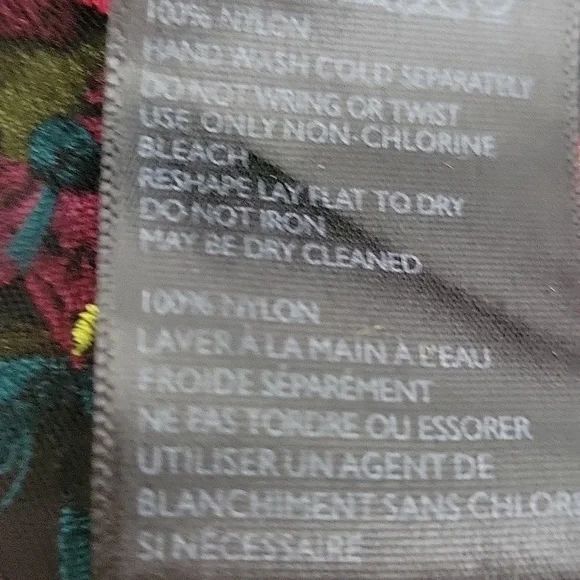 100% NYLON
HAND WASH COLD SEPARATELY
DO NOT WRING OR TWIST
USE ONLY NON-CHLORINE
BLEACH
RESHAPE LAY FLAT TO DRY
DO NOT IRON
MAY BE DRY CLEANED
100% NYLON
LAVER À LA MAIN À L'EAU
FROIDE SÉPARÉMENT
NE PAS TORDRE OU ESSORER
UTILISER UN AGENT DE
BLANCHIMENT SANS CHLOR
SI NÉCESSAIRE